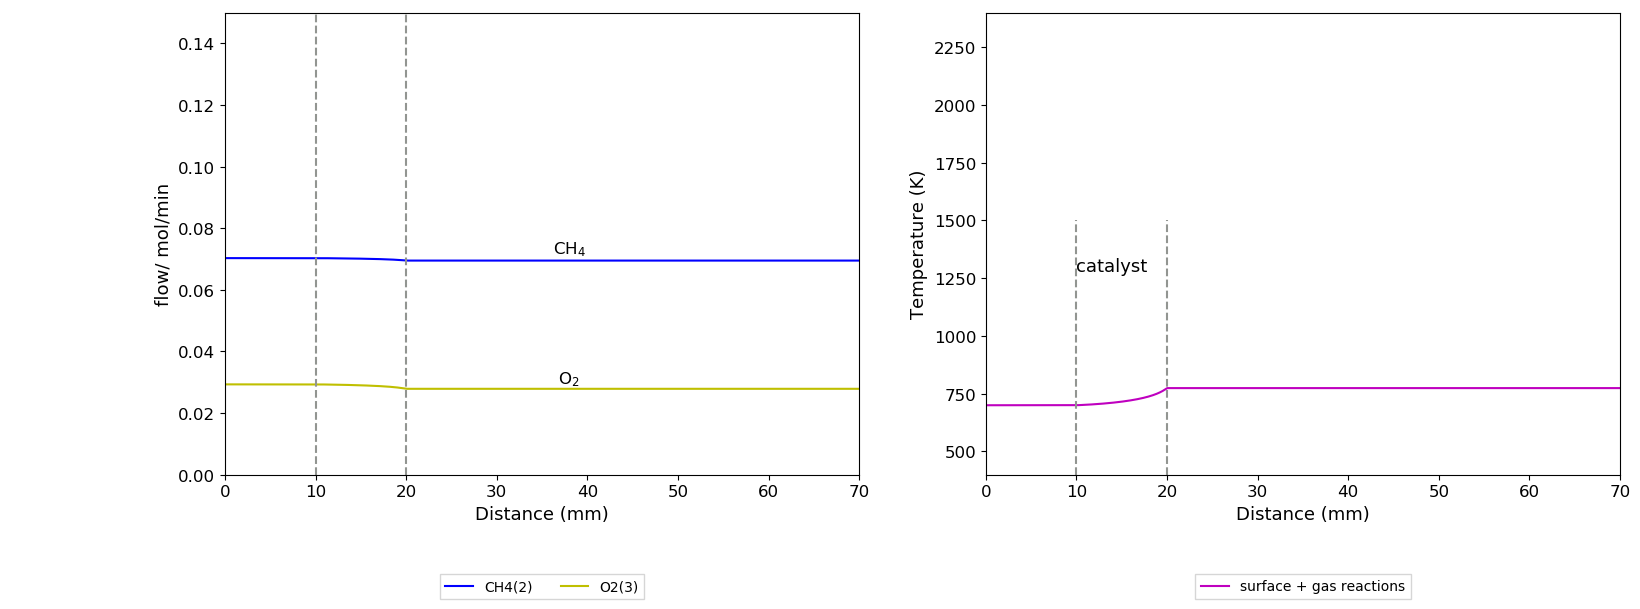 0.14
0.12
0.10
0.08
0.06
0.04
0.02
0.00
flow/ mol/min
CH₄
O₂
0 10 20 30 40 50 60 70
Distance (mm)
CH4(2) O2(3)
2250
2000
1750
1500
1250
1000
750
500
Temperature (K)
catalyst
0 10 20 30 40 50 60 70
Distance (mm)
surface + gas reactions